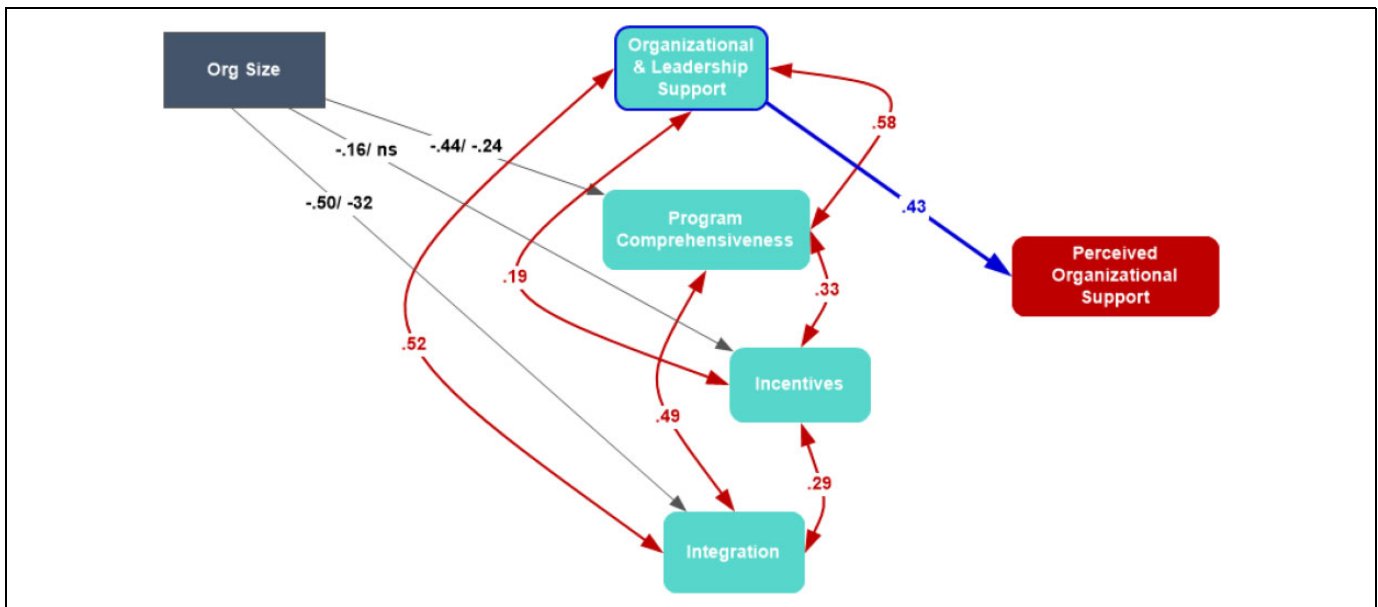 Organizational
& Leadership
Support
Org Size
.58
-.44/ -.24
-.16/ ns
-.50/ -32
Program
Comprehensiveness
.43
Perceived
Organizational
Support
.19
.33
.52
Incentives
.49
.29
Integration